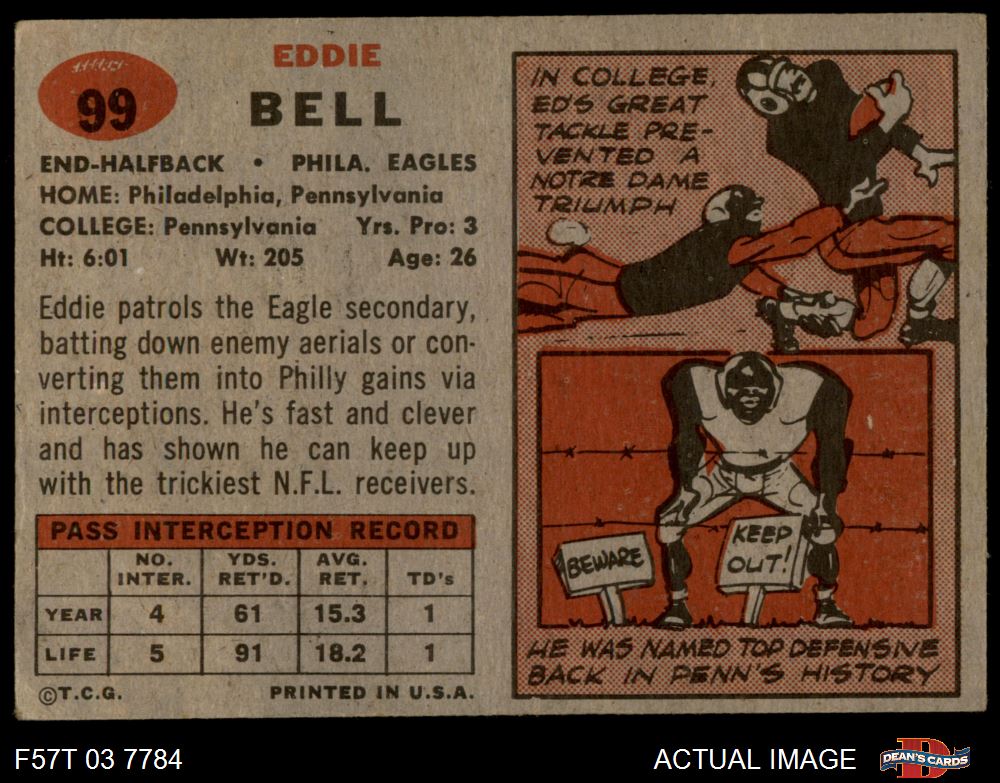 99
EDDIE
BELL
END-HALFBACK • PHILA. EAGLES
HOME: Philadelphia, Pennsylvania
COLLEGE: Pennsylvania Yrs. Pro: 3
Ht: 6:01 Wt: 205 Age: 26
Eddie patrols the Eagle secondary,
batting down enemy aerials or con-
verting them into Philly gains via
interceptions. He's fast and clever
and has shown he can keep up
with the trickiest N.F.L. receivers.
PASS INTERCEPTION RECORD
NO. INTER. YDS. RET'D. AVG. RET. TD's
YEAR 4 61 15.3 1
LIFE 5 91 18.2 1
©T.C.G. PRINTED IN U.S.A.
IN COLLEGE,
ED'S GREAT
TACKLE PRE-
VENTED A
NOTRE DAME
TRIUMPH
BEWARE
KEEP
OUT!
HE WAS NAMED TOP DEFENSIVE
BACK IN PENN'S HISTORY
F57T 03 7784
ACTUAL IMAGE
DEAN'S CARDS